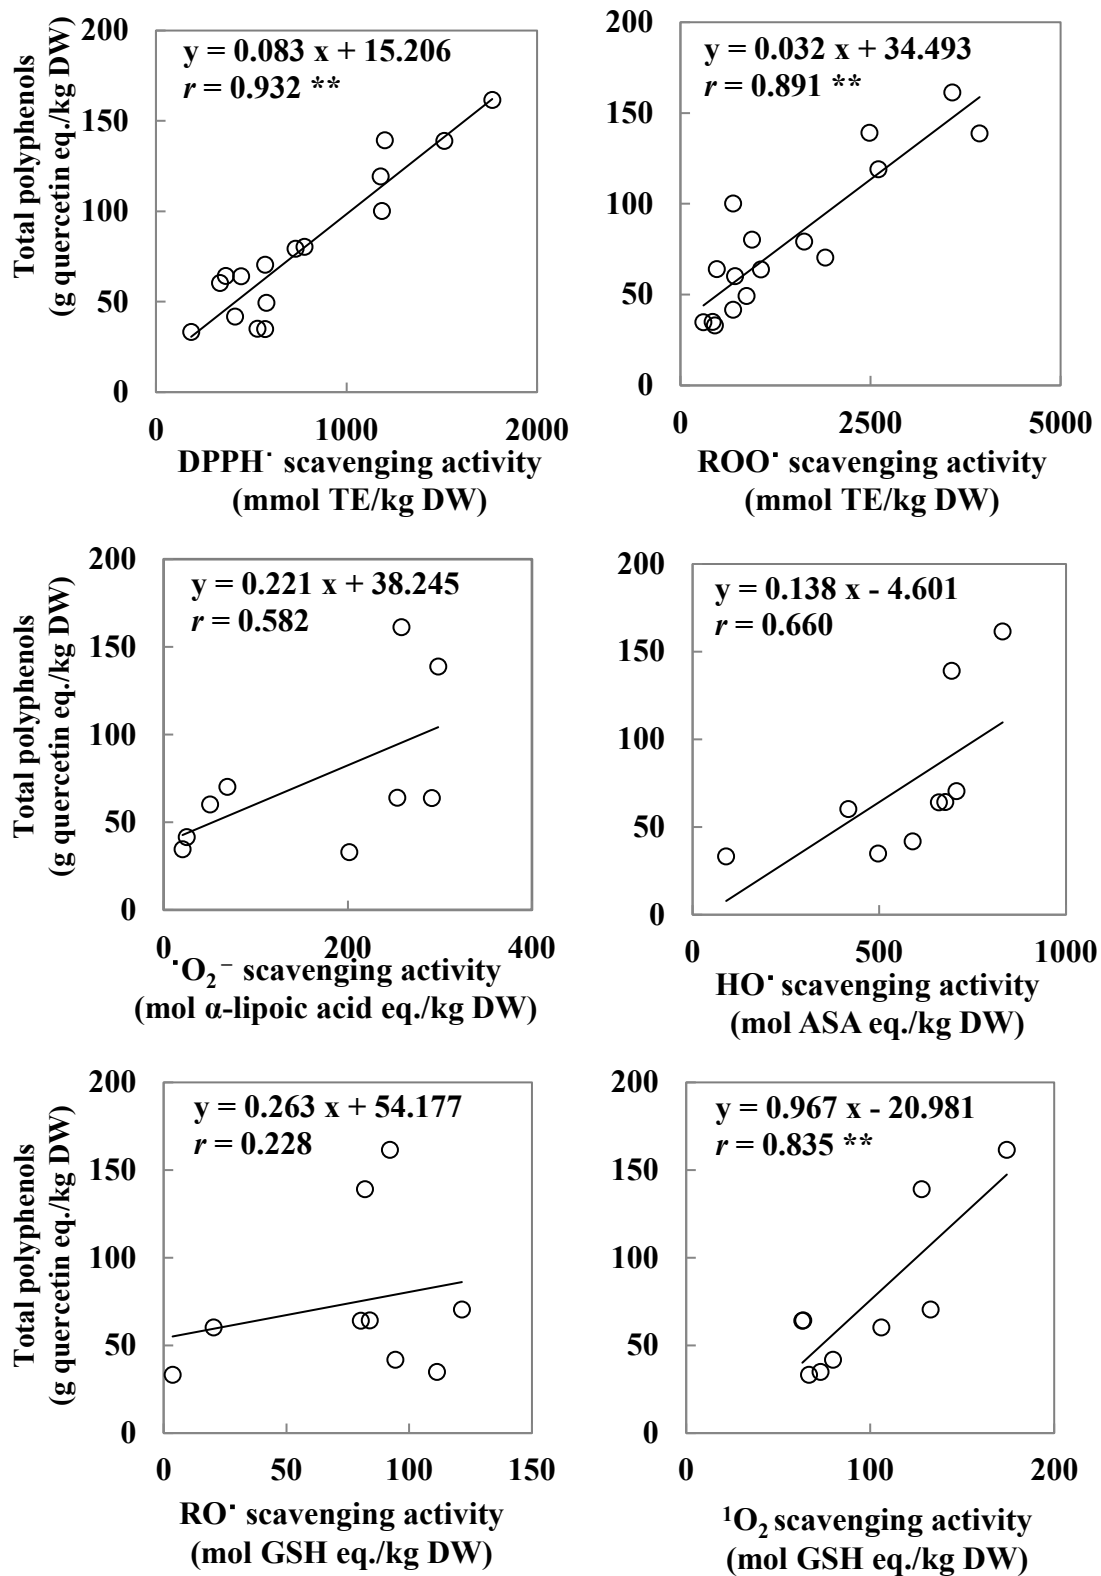 Total polyphenols
(g quercetin eq./kg DW)
200
150
100
50
0
y = 0.083 x + 15.206
r = 0.932 **
0
1000
2000
DPPH· scavenging activity
(mmol TE/kg DW)
200
150
100
50
0
y = 0.032 x + 34.493
r = 0.891 **
0
2500
5000
ROO· scavenging activity
(mmol TE/kg DW)
Total polyphenols
(g quercetin eq./kg DW)
200
150
100
50
0
y = 0.221 x + 38.245
r = 0.582
0
200
400
·O₂⁻ scavenging activity
(mol α-lipoic acid eq./kg DW)
200
150
100
50
0
y = 0.138 x - 4.601
r = 0.660
0
500
1000
HO· scavenging activity
(mol ASA eq./kg DW)
Total polyphenols
(g quercetin eq./kg DW)
200
150
100
50
0
y = 0.263 x + 54.177
r = 0.228
0
50
100
150
RO· scavenging activity
(mol GSH eq./kg DW)
200
150
100
50
0
y = 0.967 x - 20.981
r = 0.835 **
0
100
200
¹O₂ scavenging activity
(mol GSH eq./kg DW)